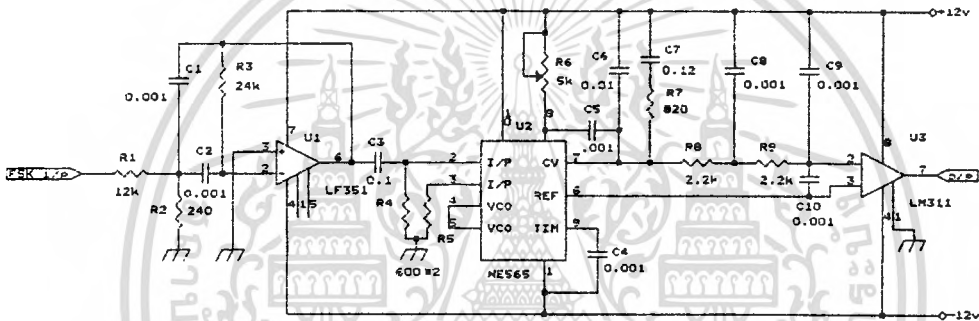 +12v
C1
0.001
R3
24k
R6
5k
C6
0.01
C7
0.12
R7
820
C8
0.001
C9
0.001
C5
.001
U1
7
3
2
6
4
1
5
LF351
U2
8
10
FSK i/p
R1
12k
R2
240
C2
0.001
C3
0.1
R4
R5
600 #2
2
3
4
5
I/P
I/P
VCO
VCO
CV
REF
TIM
7
6
9
1
NE565
C4
0.001
R8
2.2k
R9
2.2k
C10
0.001
U3
8
2
3
7
4
1
LM311
O/P
-12v